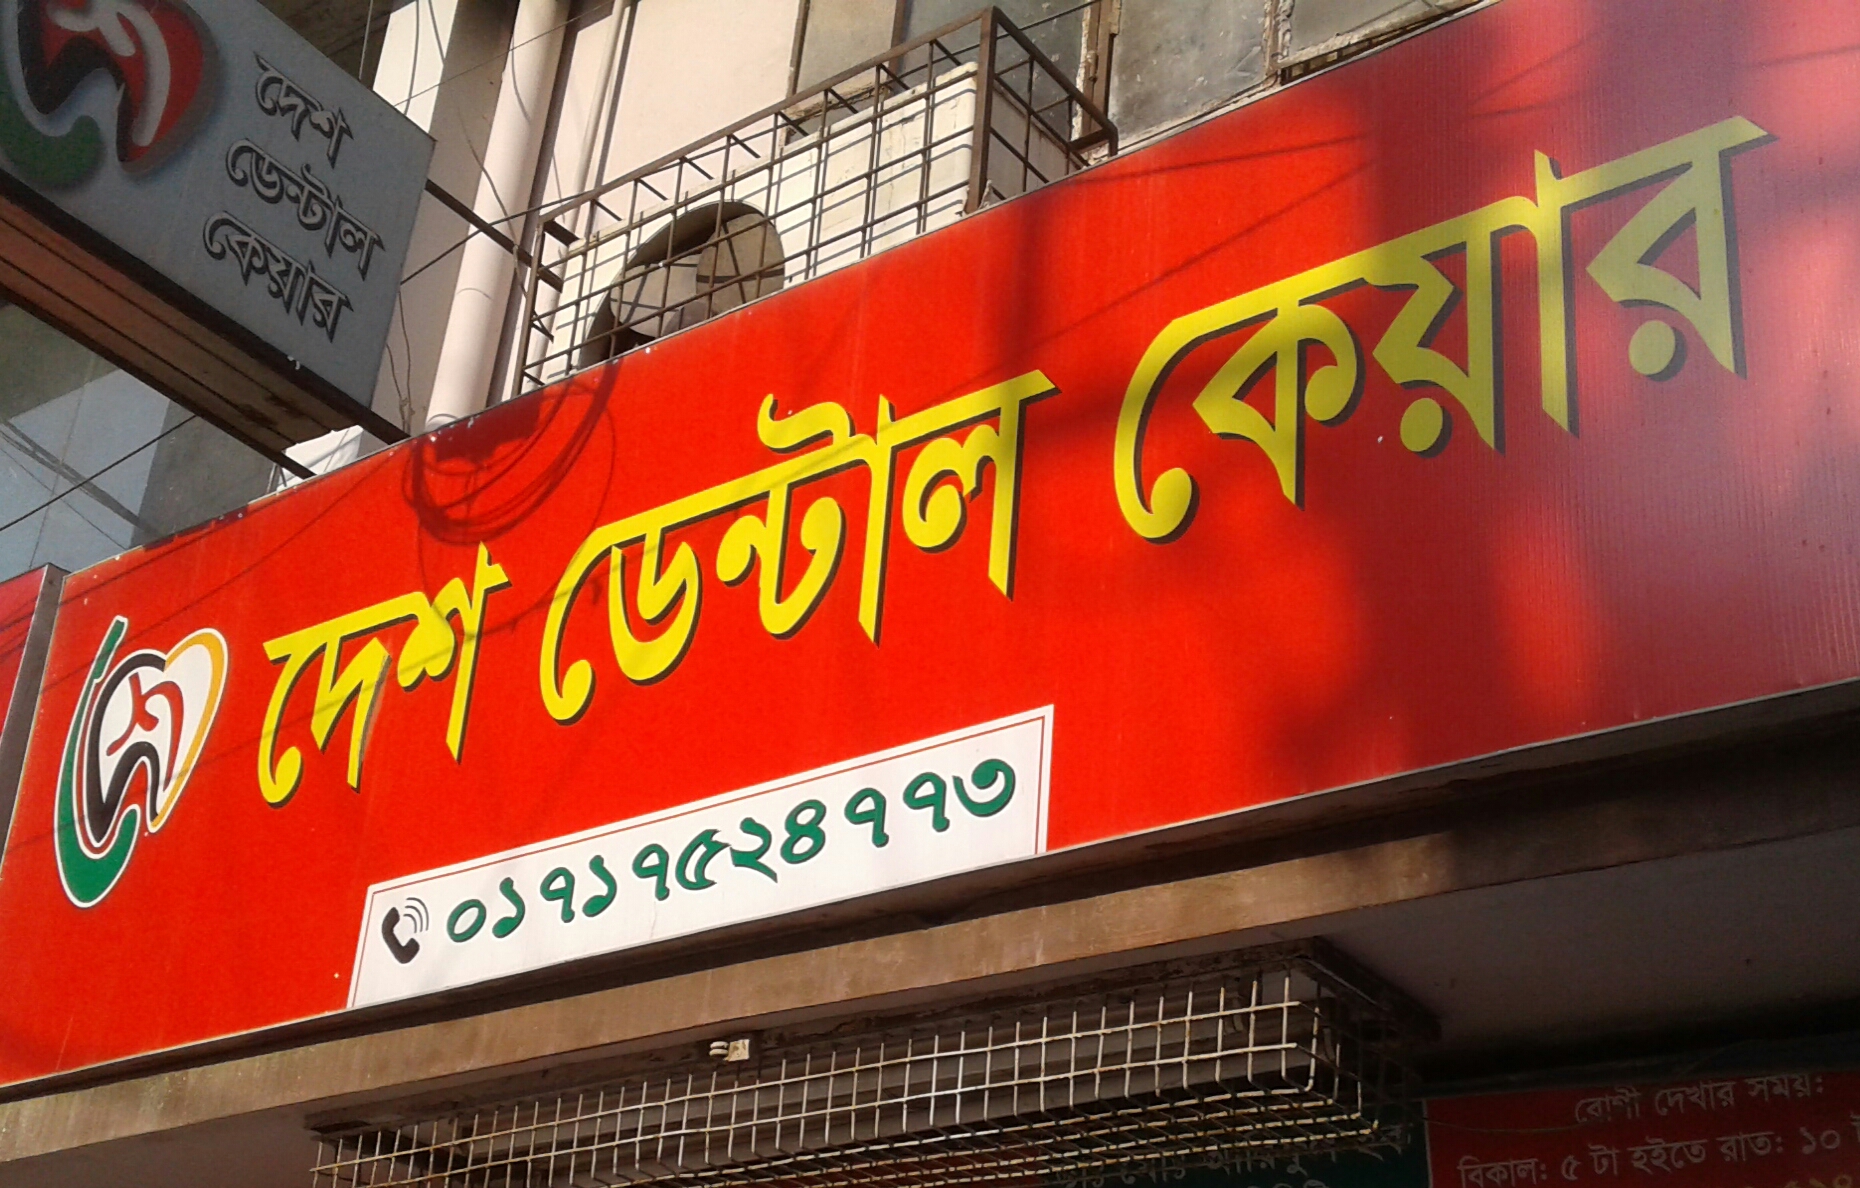 দেশ
ডেন্টাল
কেয়ার
দেশ ডেন্টাল কেয়ার
০১৭১৭৫২৪৭৭৩
রোগী দেখার সময়:
বিকাল: ৫ টা হইতে রাত: ১০